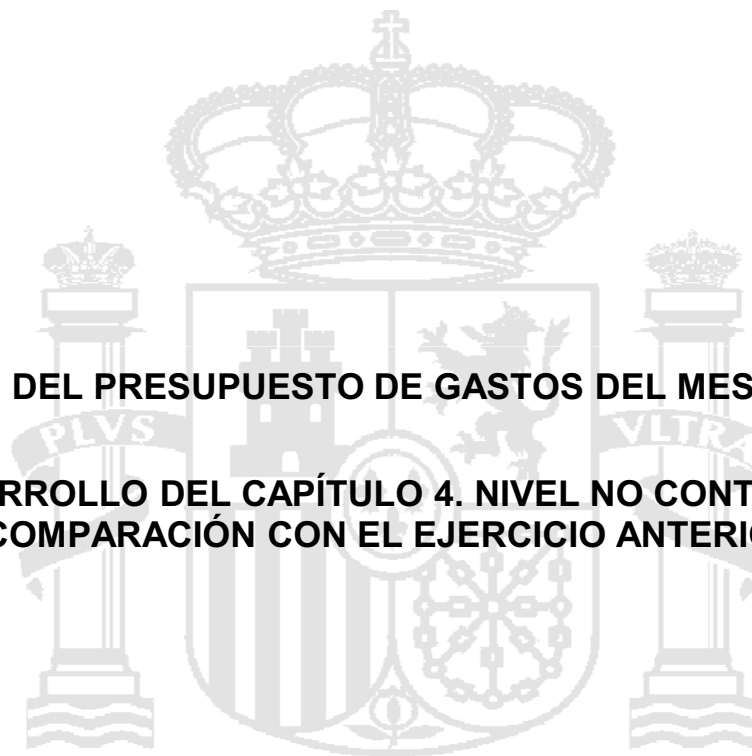 DEL PRESUPUESTO DE GASTOS DEL MES
RROLLO DEL CAPÍTULO 4. NIVEL NO CONT
COMPARACIÓN CON EL EJERCICIO ANTERI
PLVS
VLTRA